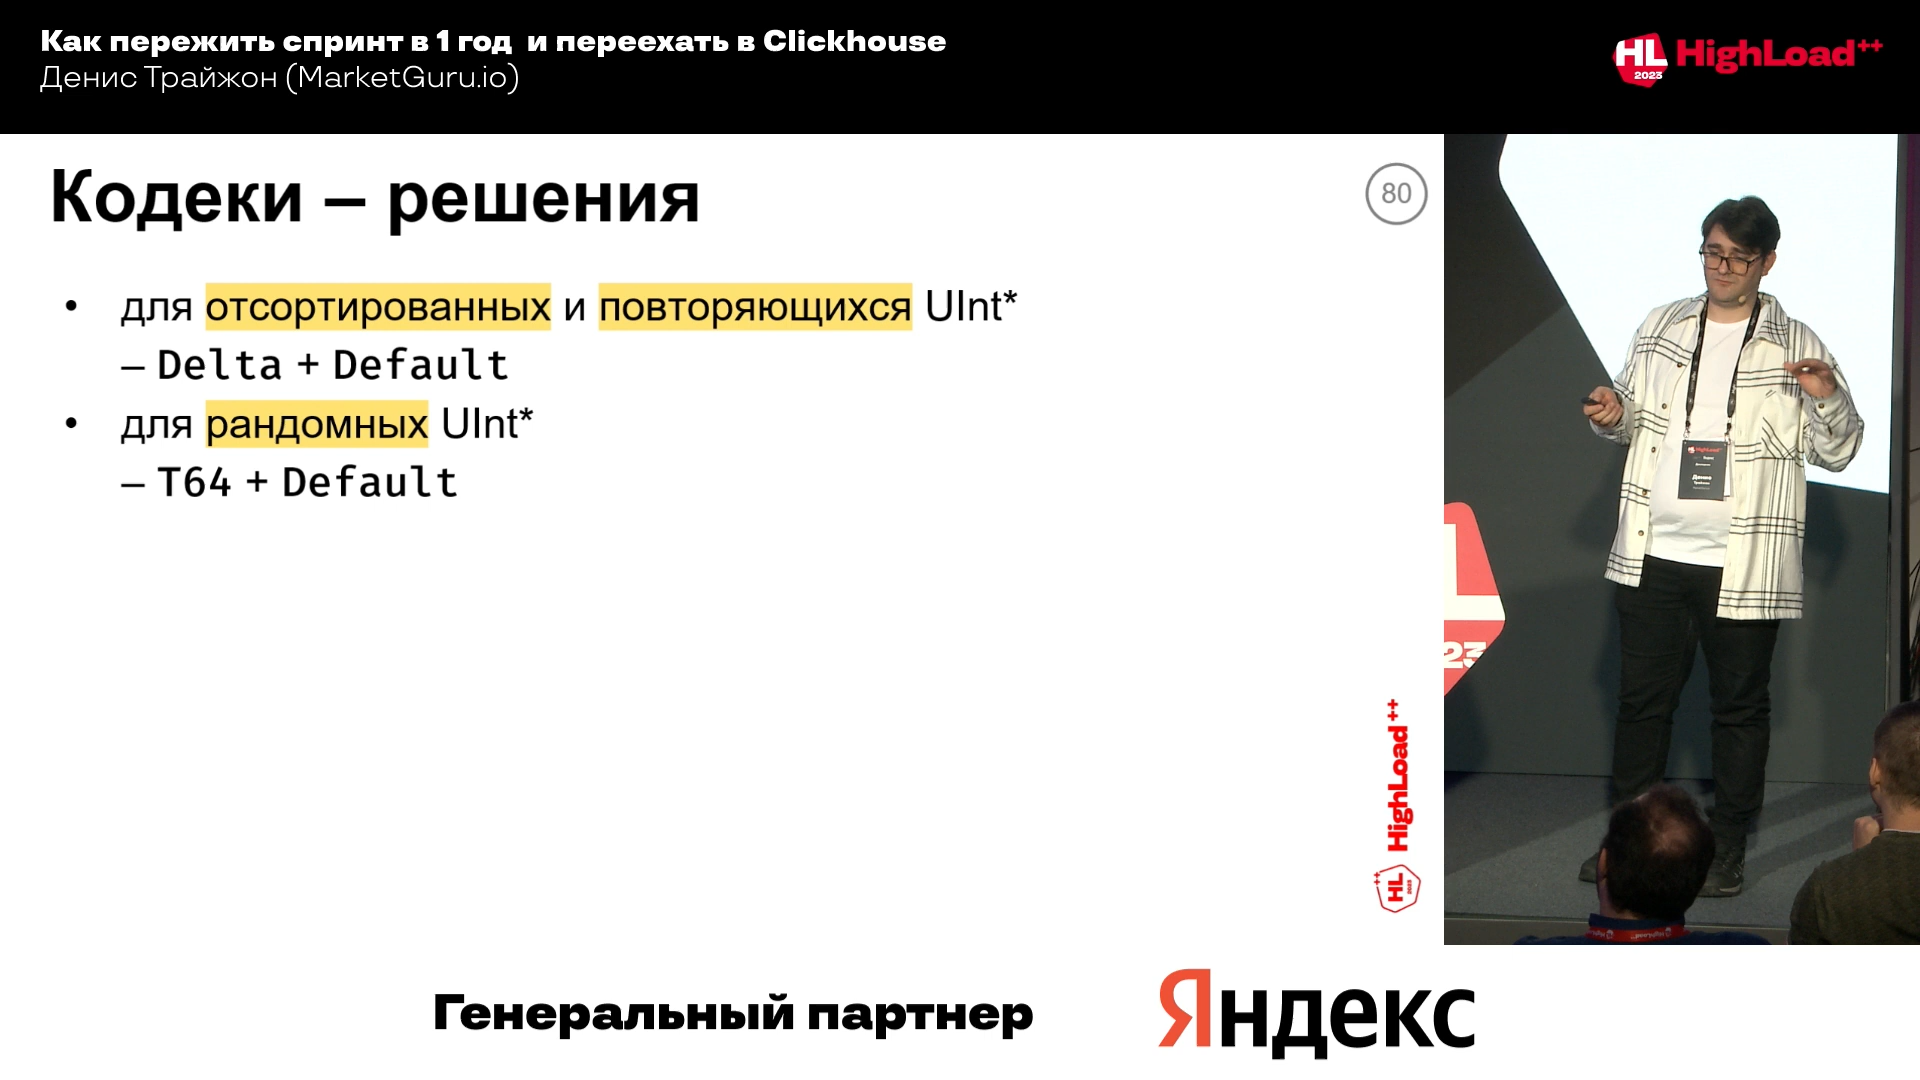 Как пережить спринт в 1 год и переехать в Clickhouse
Денис Трайжон (MarketGuru.io)
HL
2023
HighLoad++
Кодеки – решения
80
• для отсортированных и повторяющихся UInt*
– Delta + Default
• для рандомных UInt*
– T64 + Default
HighLoad++
HL
Генеральный партнер
Яндекс